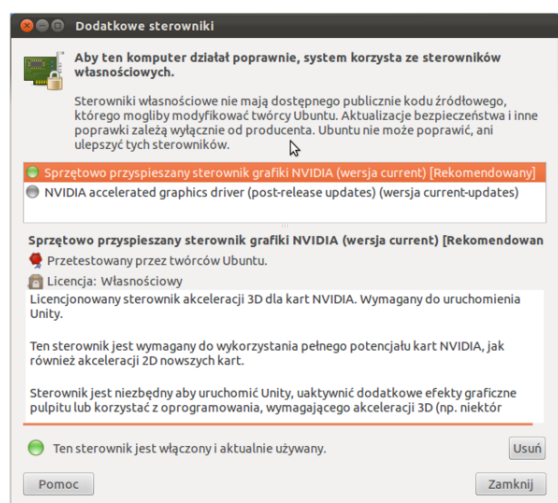 Dodatkowe sterowniki
Aby ten komputer działał poprawnie, system korzysta ze sterowników
własnościowych.
Sterowniki własnościowe nie mają dostępnego publicznie kodu źródłowego,
którego mogliby modyfikować twórcy Ubuntu. Aktualizacje bezpieczeństwa i inne
poprawki zależą wyłącznie od producenta. Ubuntu nie może poprawić, ani
ulepszyć tych sterowników.
Sprzętowo przyspieszany sterownik grafiki NVIDIA (wersja current) [Rekomendowany]
NVIDIA accelerated graphics driver (post-release updates) (wersja current-updates)
Sprzętowo przyspieszany sterownik grafiki NVIDIA (wersja current) [Rekomendowan
Przetestowany przez twórców Ubuntu.
Licencja: Własnościowy
Licencjonowany sterownik akceleracji 3D dla kart NVIDIA. Wymagany do uruchomienia
Unity.
Ten sterownik jest wymagany do wykorzystania pełnego potencjału kart NVIDIA, jak
również akceleracji 2D nowszych kart.
Sterownik jest niezbędny aby uruchomić Unity, uaktywnić dodatkowe efekty graficzne
pulpitu lub korzystać z oprogramowania, wymagającego akceleracji 3D (np. niektór
Ten sterownik jest włączony i aktualnie używany.
Usuń
Pomoc
Zamknij